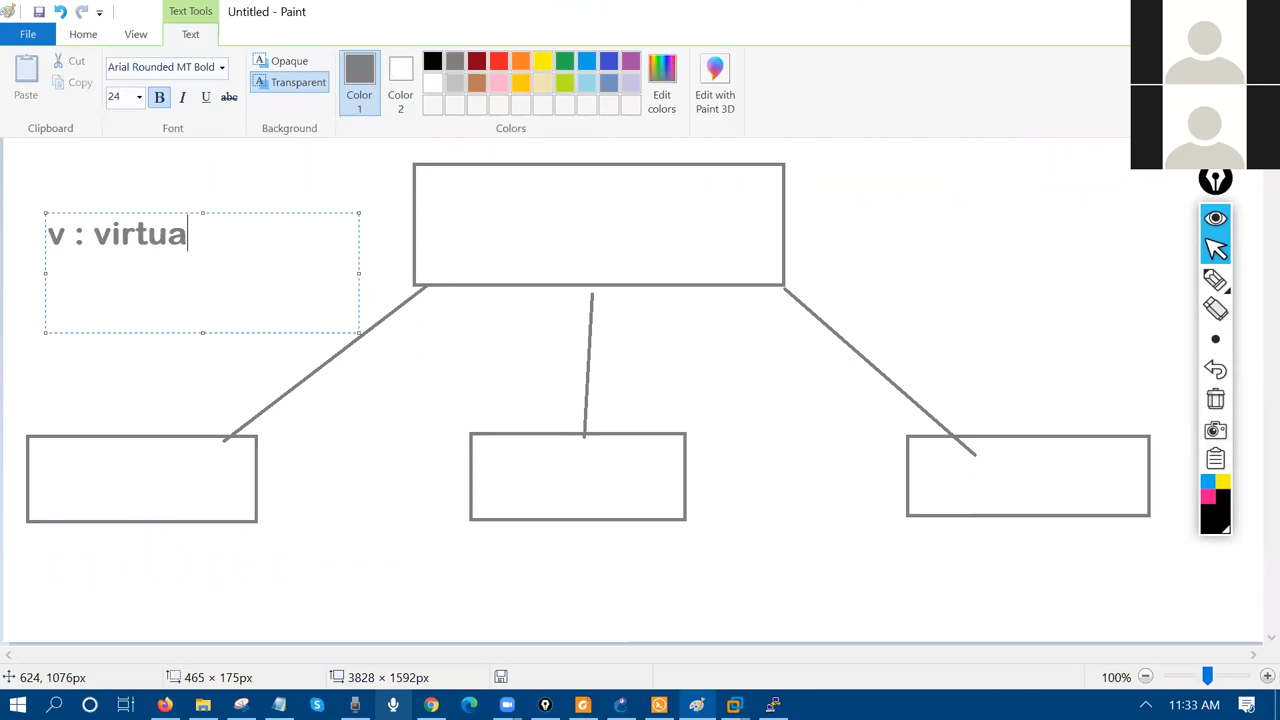 Text Tools
Untitled - Paint
File
Home
View
Text
Paste
Cut
Copy
Arial Rounded MT Bold
24
B
I
U
abc
Opaque
Transparent
Color
1
Color
2
Edit
colors
Edit with
Paint 3D
Clipboard
Font
Background
Colors
v : virtua
624, 1076px
465 × 175px
3828 × 1592px
100%
11:33 AM